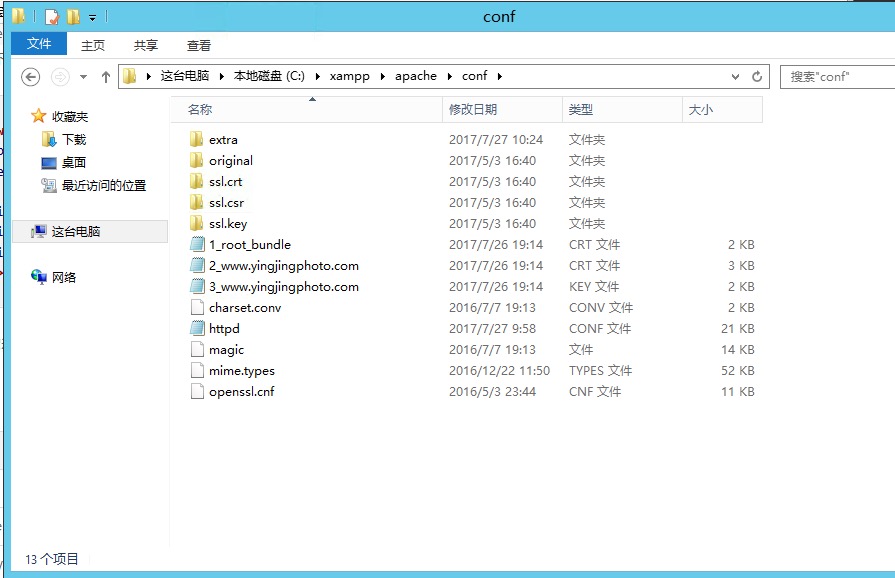 conf
文件 主页 共享 查看
这台电脑 本地磁盘 (C:) xampp apache conf 搜索"conf"
收藏夹
下载
桌面
最近访问的位置
这台电脑
网络
名称 修改日期 类型 大小
extra 2017/7/27 10:24 文件夹
original 2017/5/3 16:40 文件夹
ssl.crt 2017/5/3 16:40 文件夹
ssl.csr 2017/5/3 16:40 文件夹
ssl.key 2017/5/3 16:40 文件夹
1_root_bundle 2017/7/26 19:14 CRT 文件 2 KB
2_www.yingjingphoto.com 2017/7/26 19:14 CRT 文件 3 KB
3_www.yingjingphoto.com 2017/7/26 19:14 KEY 文件 2 KB
charset.conv 2016/7/7 19:13 CONV 文件 2 KB
httpd 2017/7/27 9:58 CONF 文件 21 KB
magic 2016/7/7 19:13 文件 14 KB
mime.types 2016/12/22 11:50 TYPES 文件 52 KB
openssl.cnf 2016/5/3 23:44 CNF 文件 11 KB
13 个项目